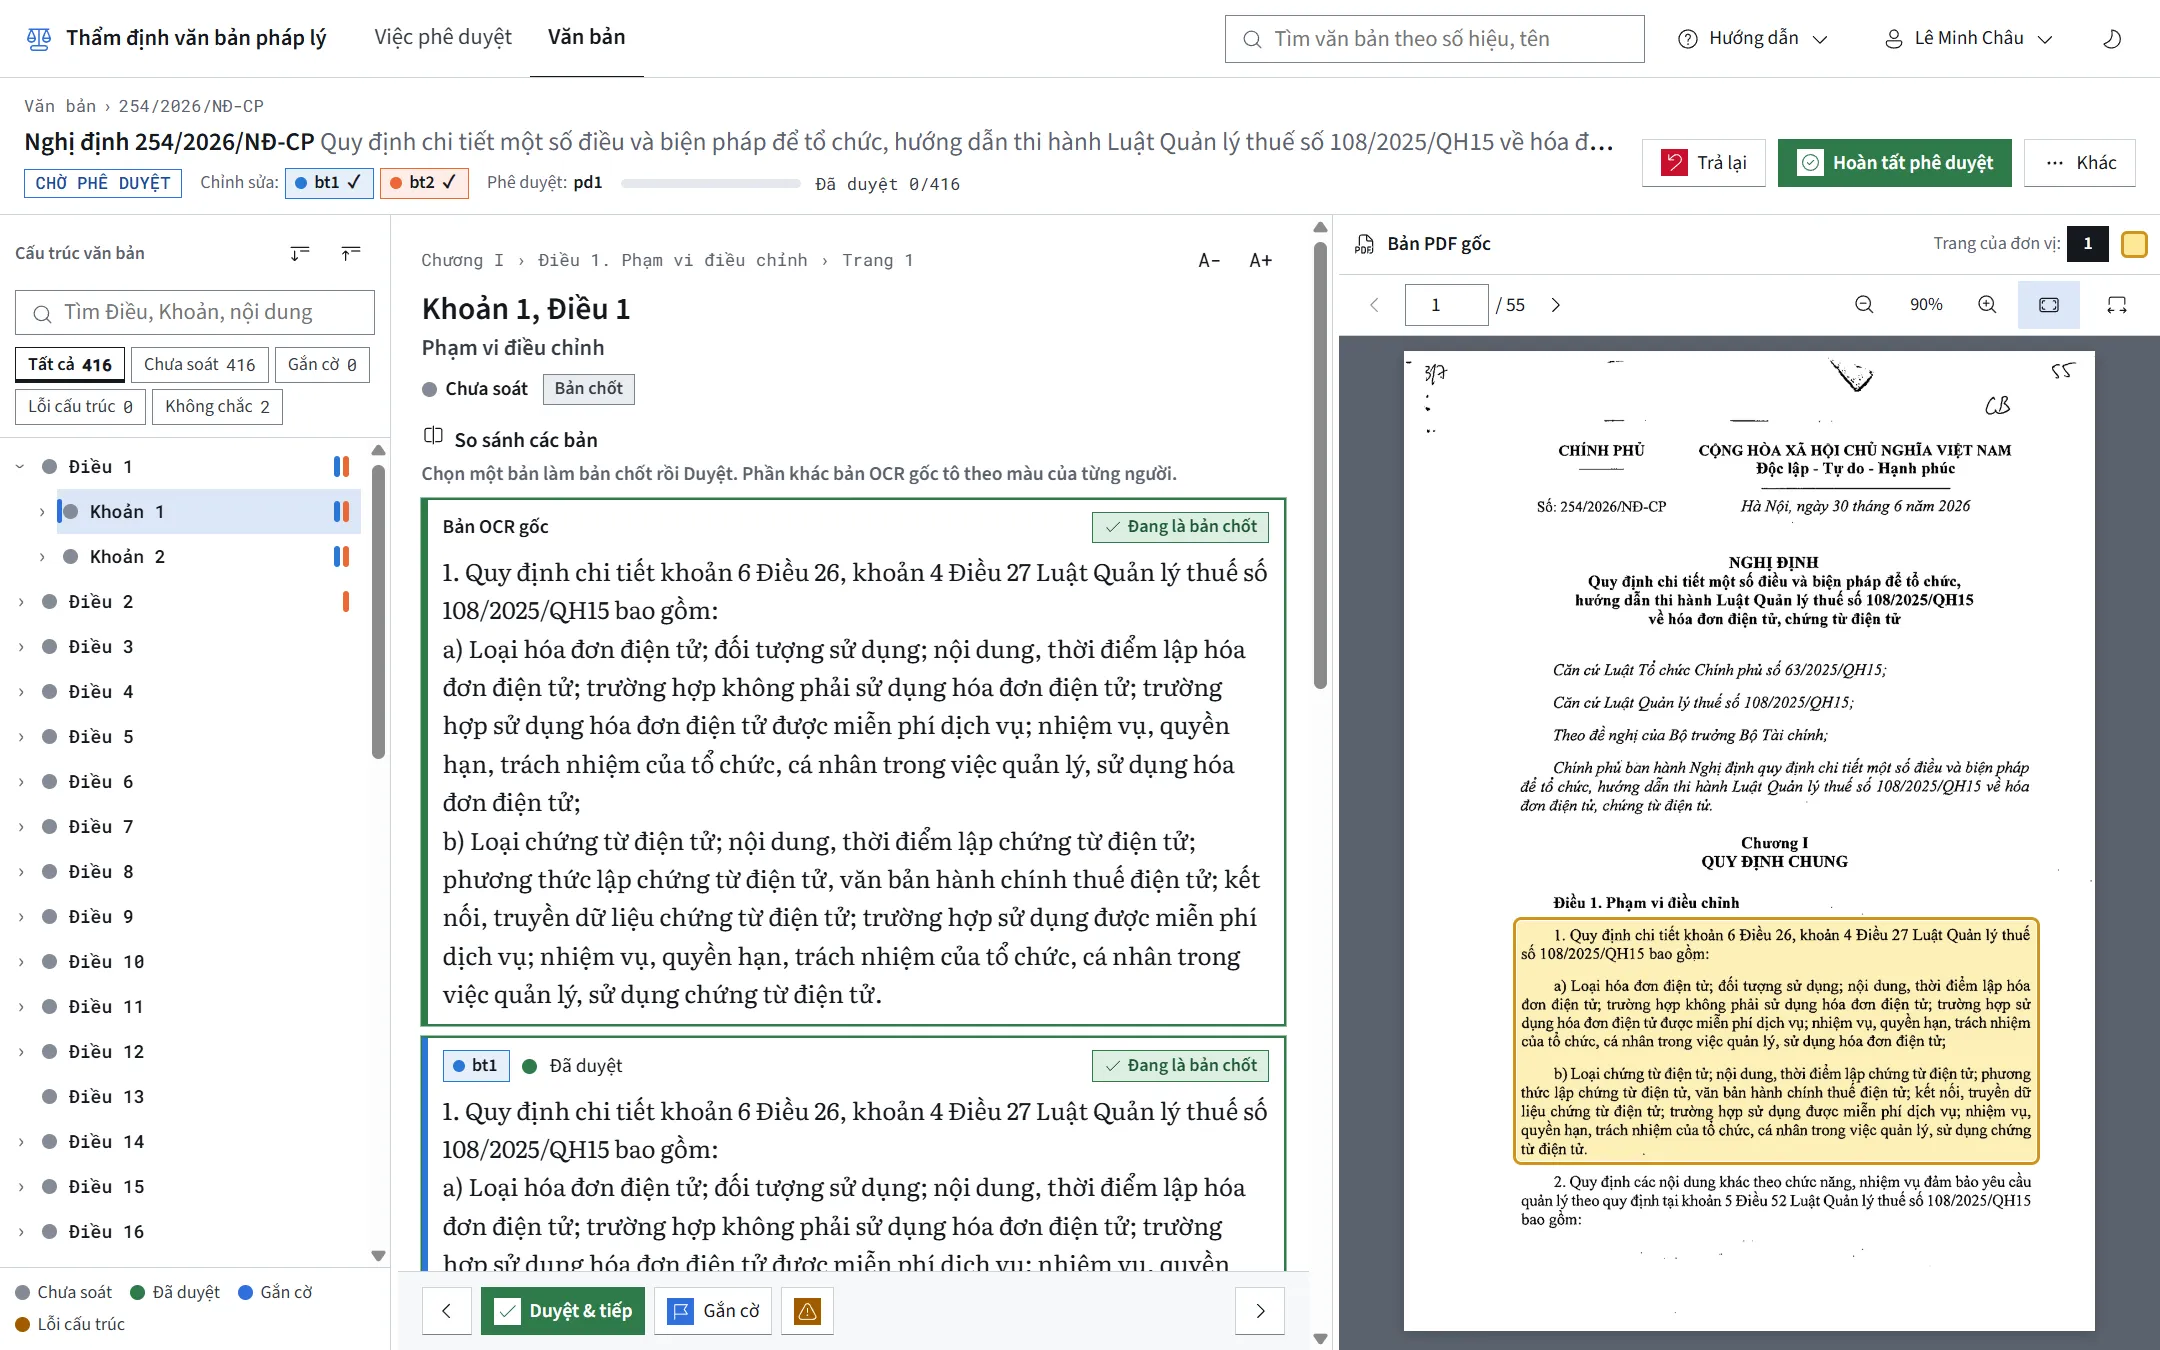 Thẩm định văn bản pháp lý
Việc phê duyệt
Văn bản
Tìm văn bản theo số hiệu, tên
Hướng dẫn
Lê Minh Châu
Văn bản › 254/2026/NĐ-CP
Nghị định 254/2026/NĐ-CP Quy định chi tiết một số điều và biện pháp để tổ chức, hướng dẫn thi hành Luật Quản lý thuế số 108/2025/QH15 về hóa đ...
CHỜ PHÊ DUYỆT
Chỉnh sửa:
bt1 ✓
bt2 ✓
Phê duyệt: pd1
Đã duyệt 0/416
Trả lại
Hoàn tất phê duyệt
Khác
Cấu trúc văn bản
Tìm Điều, Khoản, nội dung
Tất cả 416
Chưa soát 416
Gắn cờ 0
Lỗi cấu trúc 0
Không chắc 2
Điều 1
Khoản 1
Khoản 2
Điều 2
Điều 3
Điều 4
Điều 5
Điều 6
Điều 7
Điều 8
Điều 9
Điều 10
Điều 11
Điều 12
Điều 13
Điều 14
Điều 15
Điều 16
Chưa soát
Đã duyệt
Gắn cờ
Lỗi cấu trúc
Chương I › Điều 1. Phạm vi điều chỉnh › Trang 1
A-
A+
Khoản 1, Điều 1
Phạm vi điều chỉnh
Chưa soát
Bản chốt
So sánh các bản
Chọn một bản làm bản chốt rồi Duyệt. Phần khác bản OCR gốc tô theo màu của từng người.
Bản OCR gốc
Đang là bản chốt
1. Quy định chi tiết khoản 6 Điều 26, khoản 4 Điều 27 Luật Quản lý thuế số
108/2025/QH15 bao gồm:
a) Loại hóa đơn điện tử; đối tượng sử dụng; nội dung, thời điểm lập hóa
đơn điện tử; trường hợp không phải sử dụng hóa đơn điện tử; trường
hợp sử dụng hóa đơn điện tử được miễn phí dịch vụ; nhiệm vụ, quyền
hạn, trách nhiệm của tổ chức, cá nhân trong việc quản lý, sử dụng hóa
đơn điện tử;
b) Loại chứng từ điện tử; nội dung, thời điểm lập chứng từ điện tử;
phương thức lập chứng từ điện tử, văn bản hành chính thuế điện tử; kết
nối, truyền dữ liệu chứng từ điện tử; trường hợp sử dụng được miễn phí
dịch vụ; nhiệm vụ, quyền hạn, trách nhiệm của tổ chức, cá nhân trong
việc quản lý, sử dụng chứng từ điện tử.
bt1
Đã duyệt
Đang là bản chốt
1. Quy định chi tiết khoản 6 Điều 26, khoản 4 Điều 27 Luật Quản lý thuế số
108/2025/QH15 bao gồm:
a) Loại hóa đơn điện tử; đối tượng sử dụng; nội dung, thời điểm lập hóa
đơn điện tử; trường hợp không phải sử dụng hóa đơn điện tử; trường
hợp sử dụng hóa đơn điện tử được miễn phí dịch vụ; nhiệm vụ, quyền
Duyệt & tiếp
Gắn cờ
Bản PDF gốc
Trang của đơn vị: 1
1 / 55
90%
3/7
55
CB
CHÍNH PHỦ
CỘNG HÒA XÃ HỘI CHỦ NGHĨA VIỆT NAM
Độc lập - Tự do - Hạnh phúc
Số: 254/2026/NĐ-CP
Hà Nội, ngày 30 tháng 6 năm 2026
NGHỊ ĐỊNH
Quy định chi tiết một số điều và biện pháp để tổ chức,
hướng dẫn thi hành Luật Quản lý thuế số 108/2025/QH15
về hóa đơn điện tử, chứng từ điện tử
Căn cứ Luật Tổ chức Chính phủ số 63/2025/QH15;
Căn cứ Luật Quản lý thuế số 108/2025/QH15;
Theo đề nghị của Bộ trưởng Bộ Tài chính;
Chính phủ ban hành Nghị định quy định chi tiết một số điều và biện pháp
để tổ chức, hướng dẫn thi hành Luật Quản lý thuế số 108/2025/QH15 về hóa
đơn điện tử, chứng từ điện tử.
Chương I
QUY ĐỊNH CHUNG
Điều 1. Phạm vi điều chỉnh
1. Quy định chi tiết khoản 6 Điều 26, khoản 4 Điều 27 Luật Quản lý thuế
số 108/2025/QH15 bao gồm:
a) Loại hóa đơn điện tử; đối tượng sử dụng; nội dung, thời điểm lập hóa
đơn điện tử; trường hợp không phải sử dụng hóa đơn điện tử; trường hợp sử
dụng hóa đơn điện tử được miễn phí dịch vụ; nhiệm vụ, quyền hạn, trách nhiệm
của tổ chức, cá nhân trong việc quản lý, sử dụng hóa đơn điện tử;
b) Loại chứng từ điện tử; nội dung, thời điểm lập chứng từ điện tử; phương
thức lập chứng từ điện tử, văn bản hành chính thuế điện tử; kết nối, truyền dữ
liệu chứng từ điện tử; trường hợp sử dụng được miễn phí dịch vụ; nhiệm vụ,
quyền hạn, trách nhiệm của tổ chức, cá nhân trong việc quản lý, sử dụng chứng
từ điện tử.
2. Quy định các nội dung khác theo chức năng, nhiệm vụ đảm bảo yêu cầu
quản lý theo quy định tại khoản 5 Điều 52 Luật Quản lý thuế số 108/2025/QH15
bao gồm: